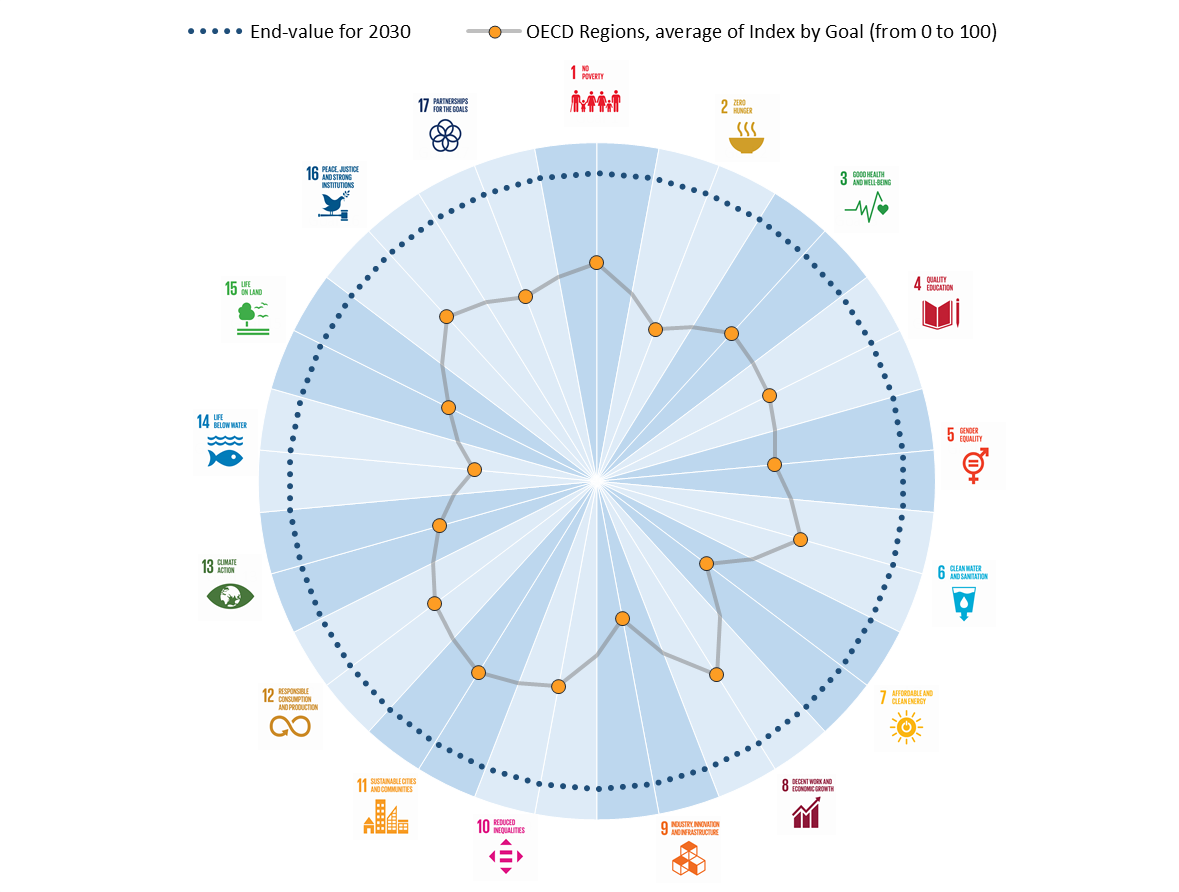 End-value for 2030
OECD Regions, average of Index by Goal (from 0 to 100)
1 NO
POVERTY
2 ZERO
HUNGER
3 GOOD HEALTH
AND WELL-BEING
4 QUALITY
EDUCATION
5 GENDER
EQUALITY
6 CLEAN WATER
AND SANITATION
7 AFFORDABLE AND
CLEAN ENERGY
8 DECENT WORK AND
ECONOMIC GROWTH
9 INDUSTRY, INNOVATION
AND INFRASTRUCTURE
10 REDUCED
INEQUALITIES
11 SUSTAINABLE CITIES
AND COMMUNITIES
12 RESPONSIBLE
CONSUMPTION
AND PRODUCTION
13 CLIMATE
ACTION
14 LIFE
BELOW WATER
15 LIFE
ON LAND
16 PEACE, JUSTICE
AND STRONG
INSTITUTIONS
17 PARTNERSHIPS
FOR THE GOALS